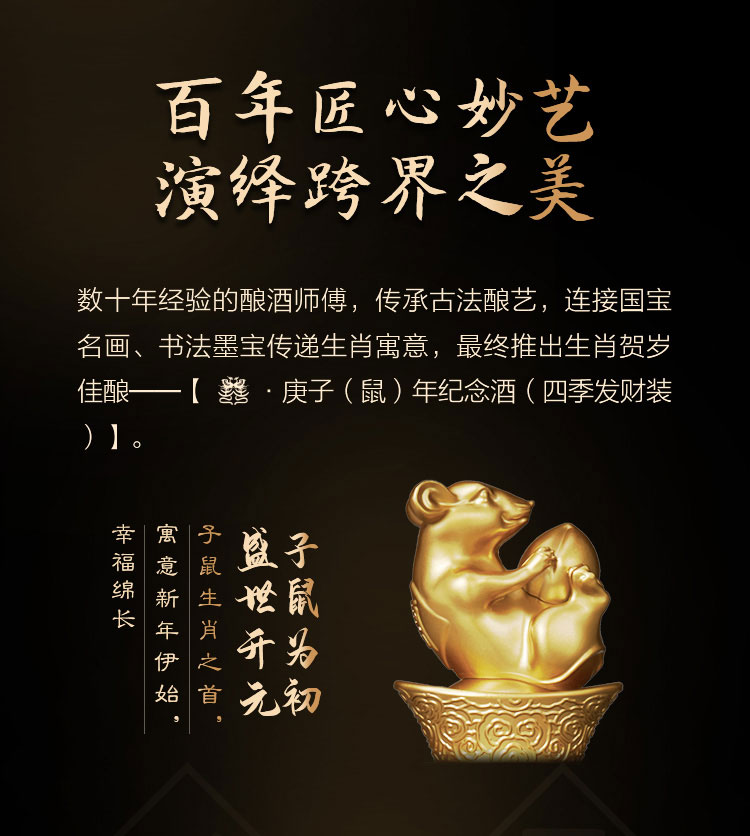 百年匠心妙艺
演绎跨界之美
数十年经验的酿酒师傅，传承古法酿艺，连接国宝
名画、书法墨宝传递生肖寓意，最终推出生肖贺岁
佳酿——【 · 庚子（鼠）年纪念酒（四季发财装
）】。
子鼠为初
盛世开元
子鼠生肖之首，
寓意新年伊始，
幸福绵长